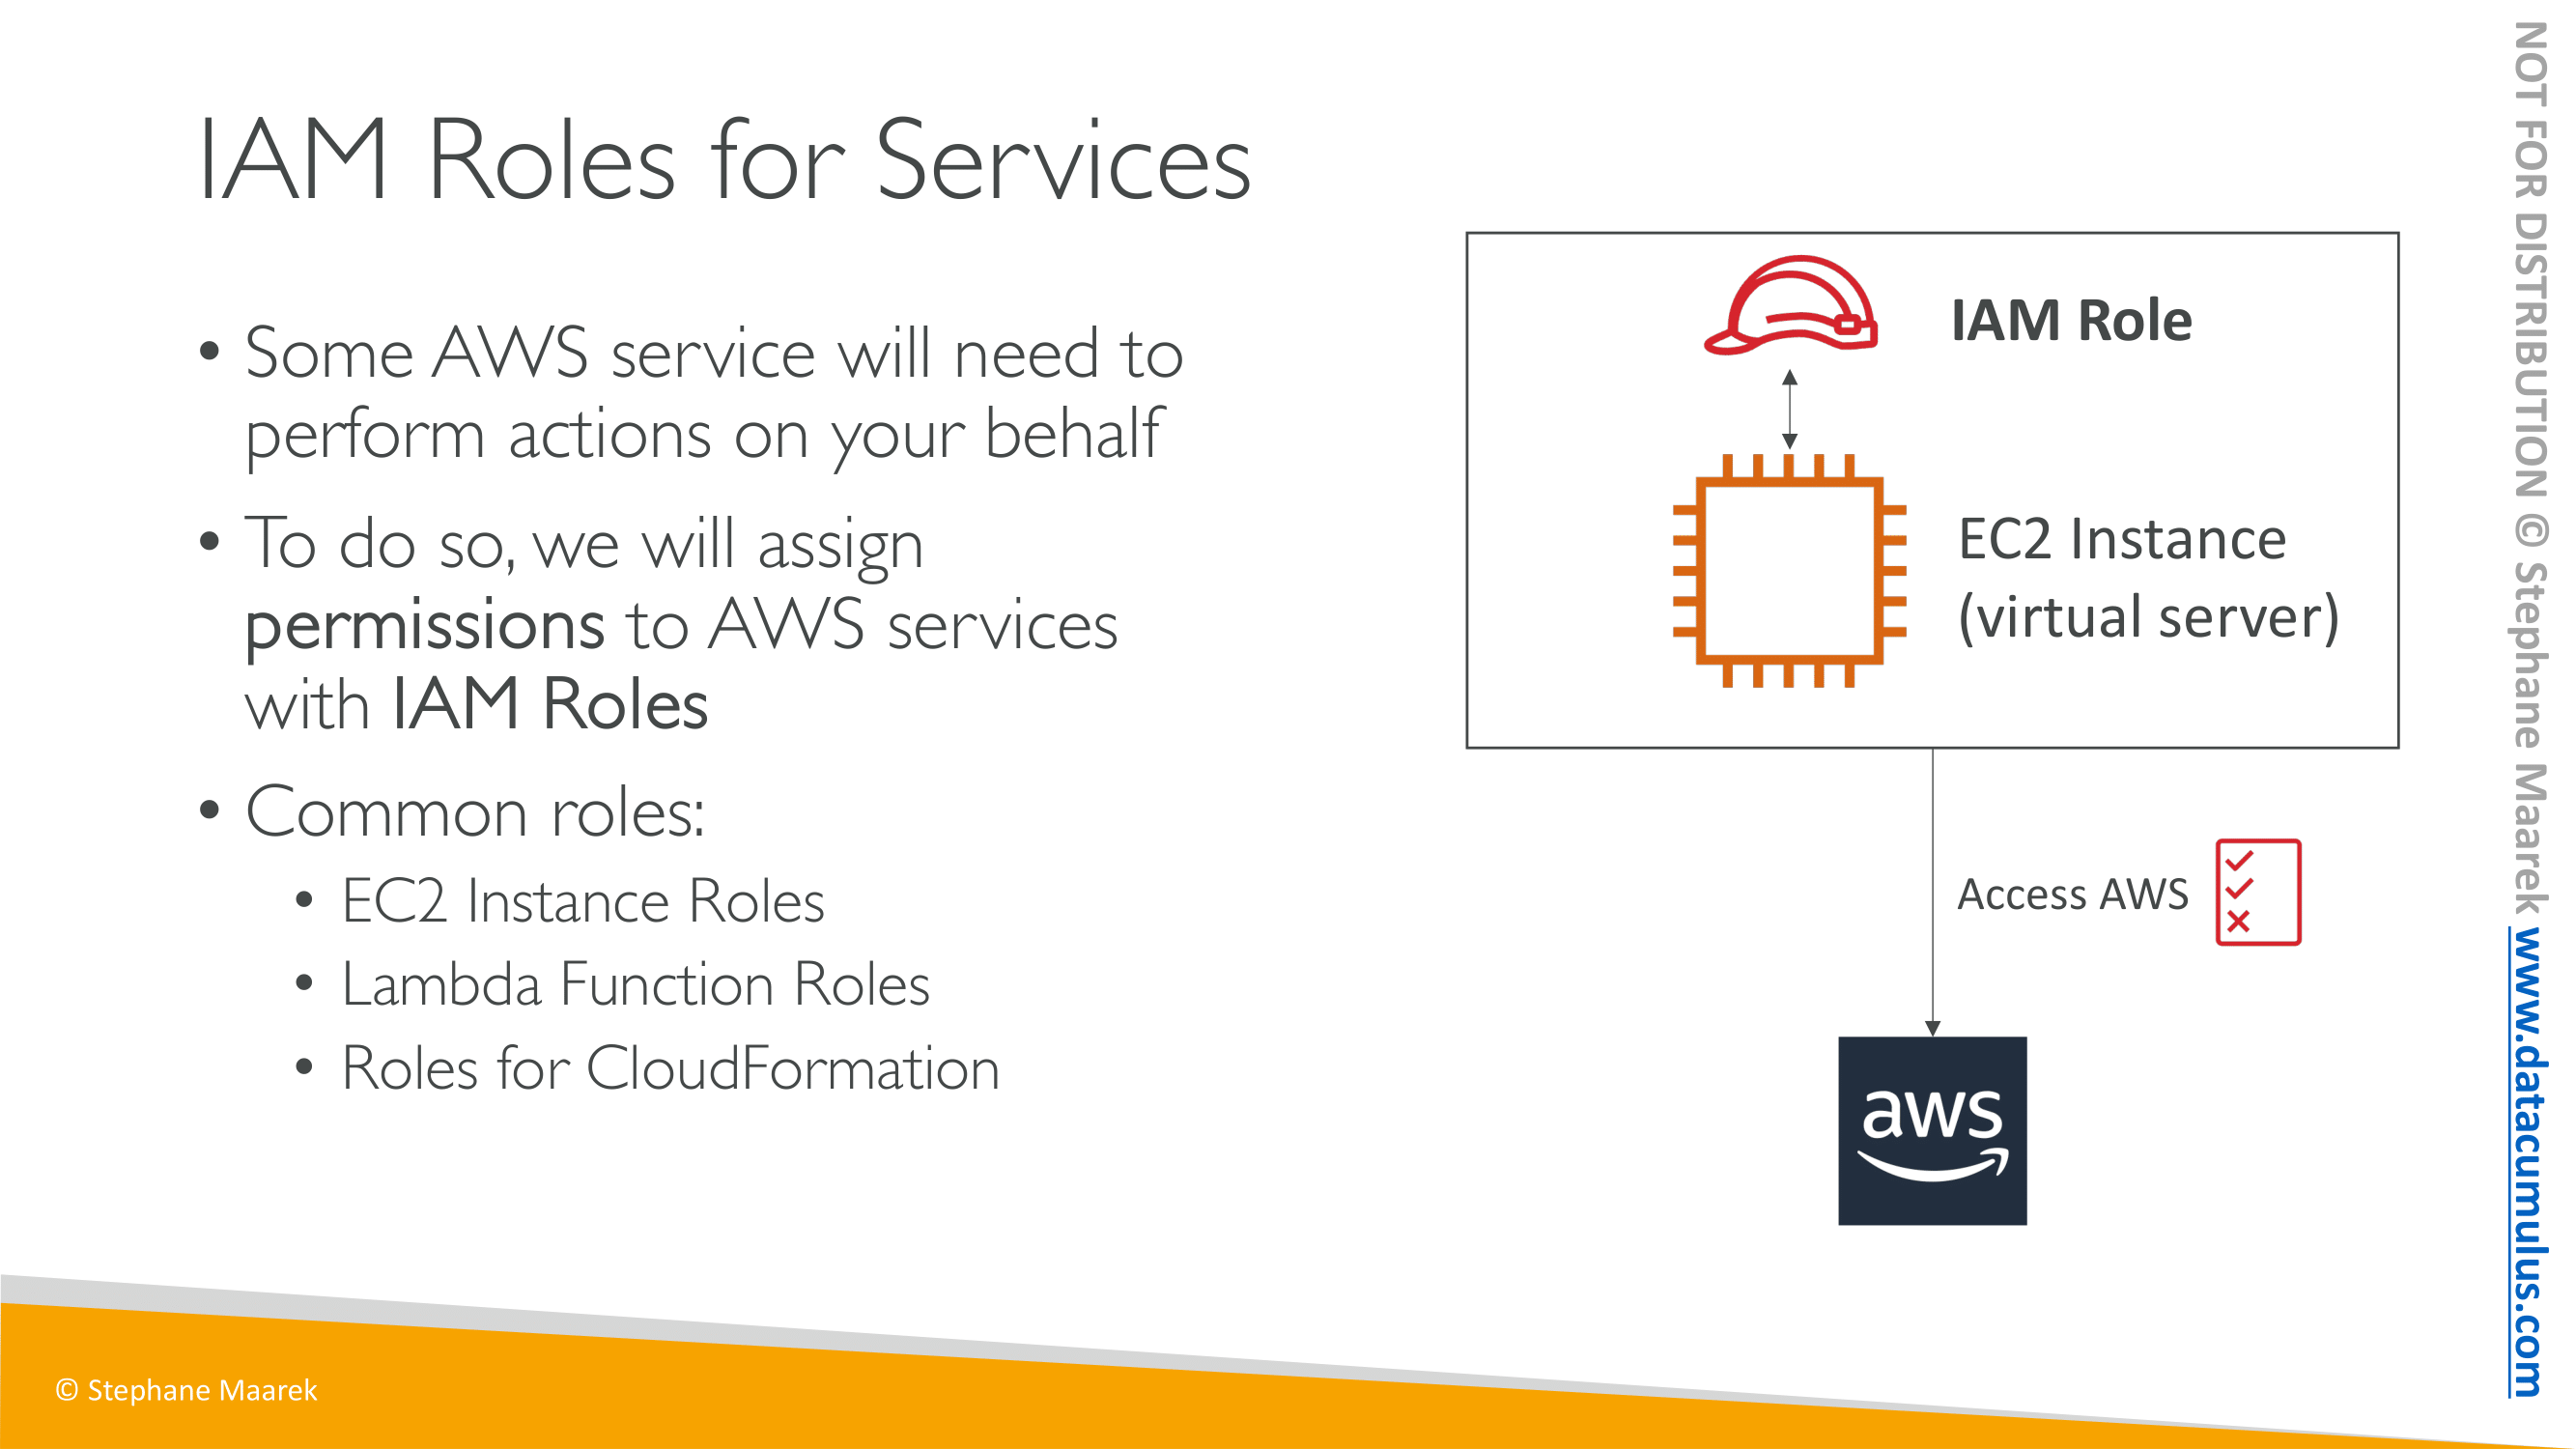 IAM Roles for Services
• Some AWS service will need to
perform actions on your behalf
• To do so, we will assign
permissions to AWS services
with IAM Roles
• Common roles:
• EC2 Instance Roles
• Lambda Function Roles
• Roles for CloudFormation
IAM Role
EC2 Instance
(virtual server)
Access AWS
aws
© Stephane Maarek
NOT FOR DISTRIBUTION © Stephane Maarek www.datacumulus.com